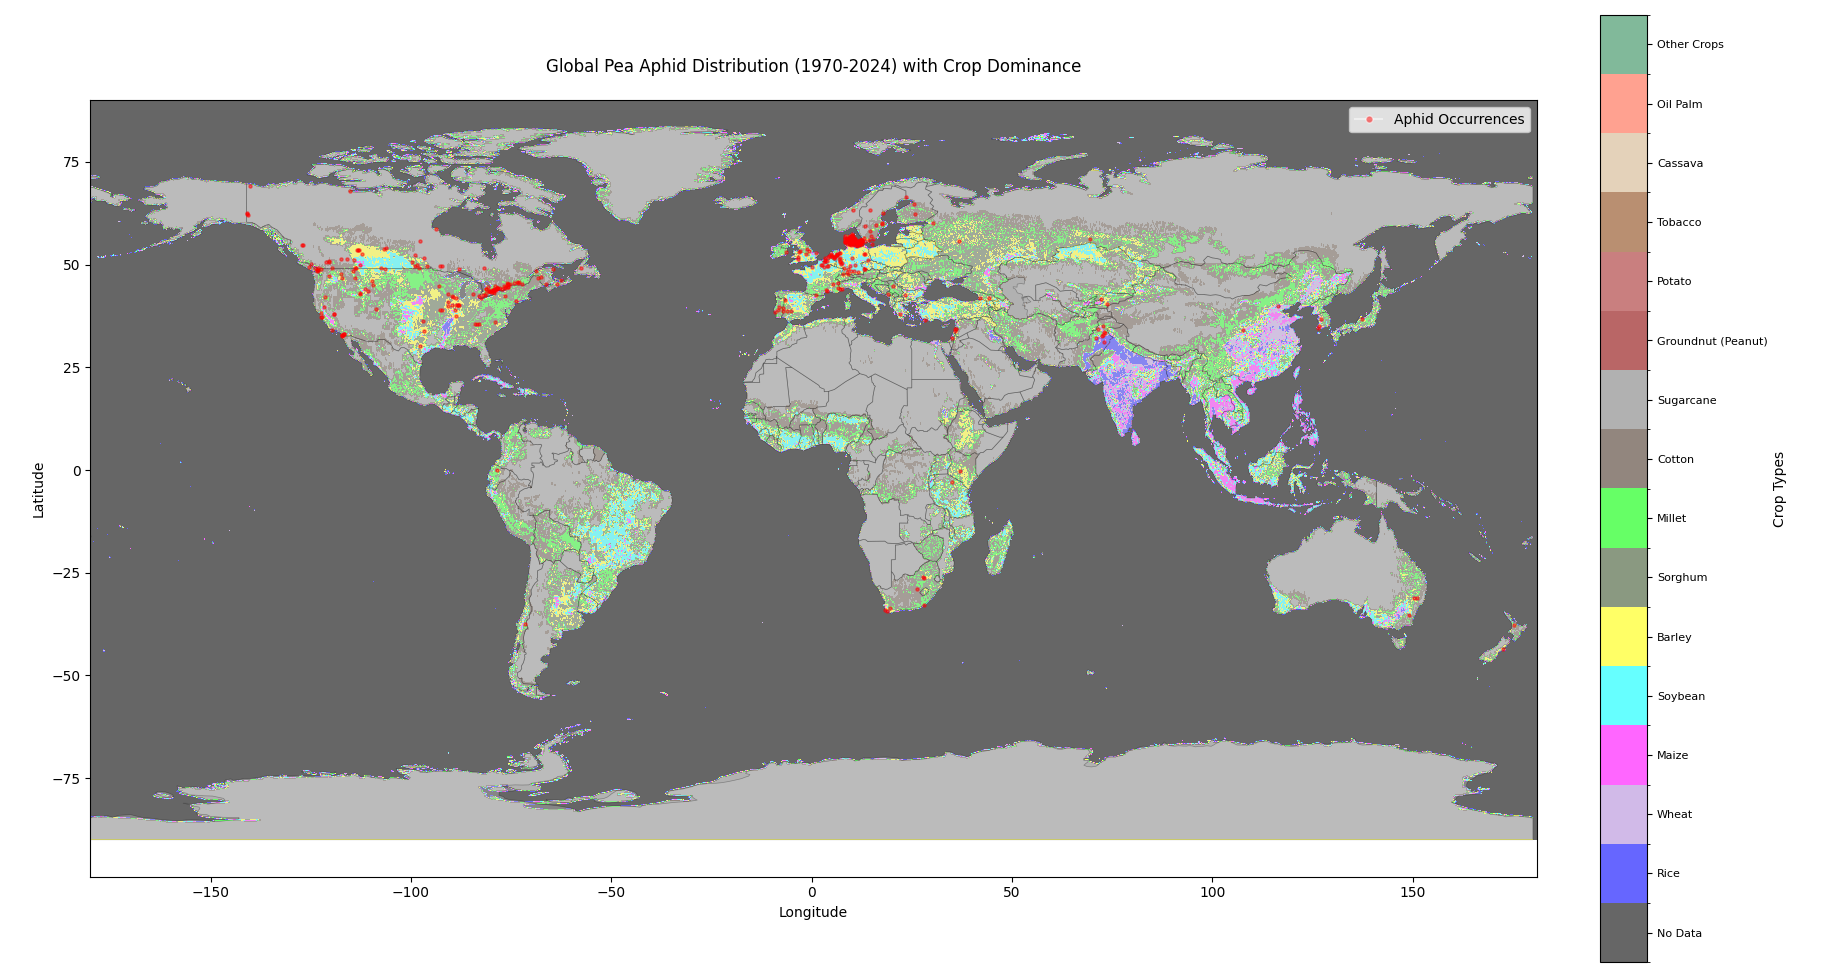 Global Pea Aphid Distribution (1970-2024) with Crop Dominance
Aphid Occurrences
Latitude
75
50
25
0
−25
−50
−75
−150
−100
−50
0
50
100
150
Longitude
Other Crops
Oil Palm
Cassava
Tobacco
Potato
Groundnut (Peanut)
Sugarcane
Cotton
Millet
Sorghum
Barley
Soybean
Maize
Wheat
Rice
No Data
Crop Types